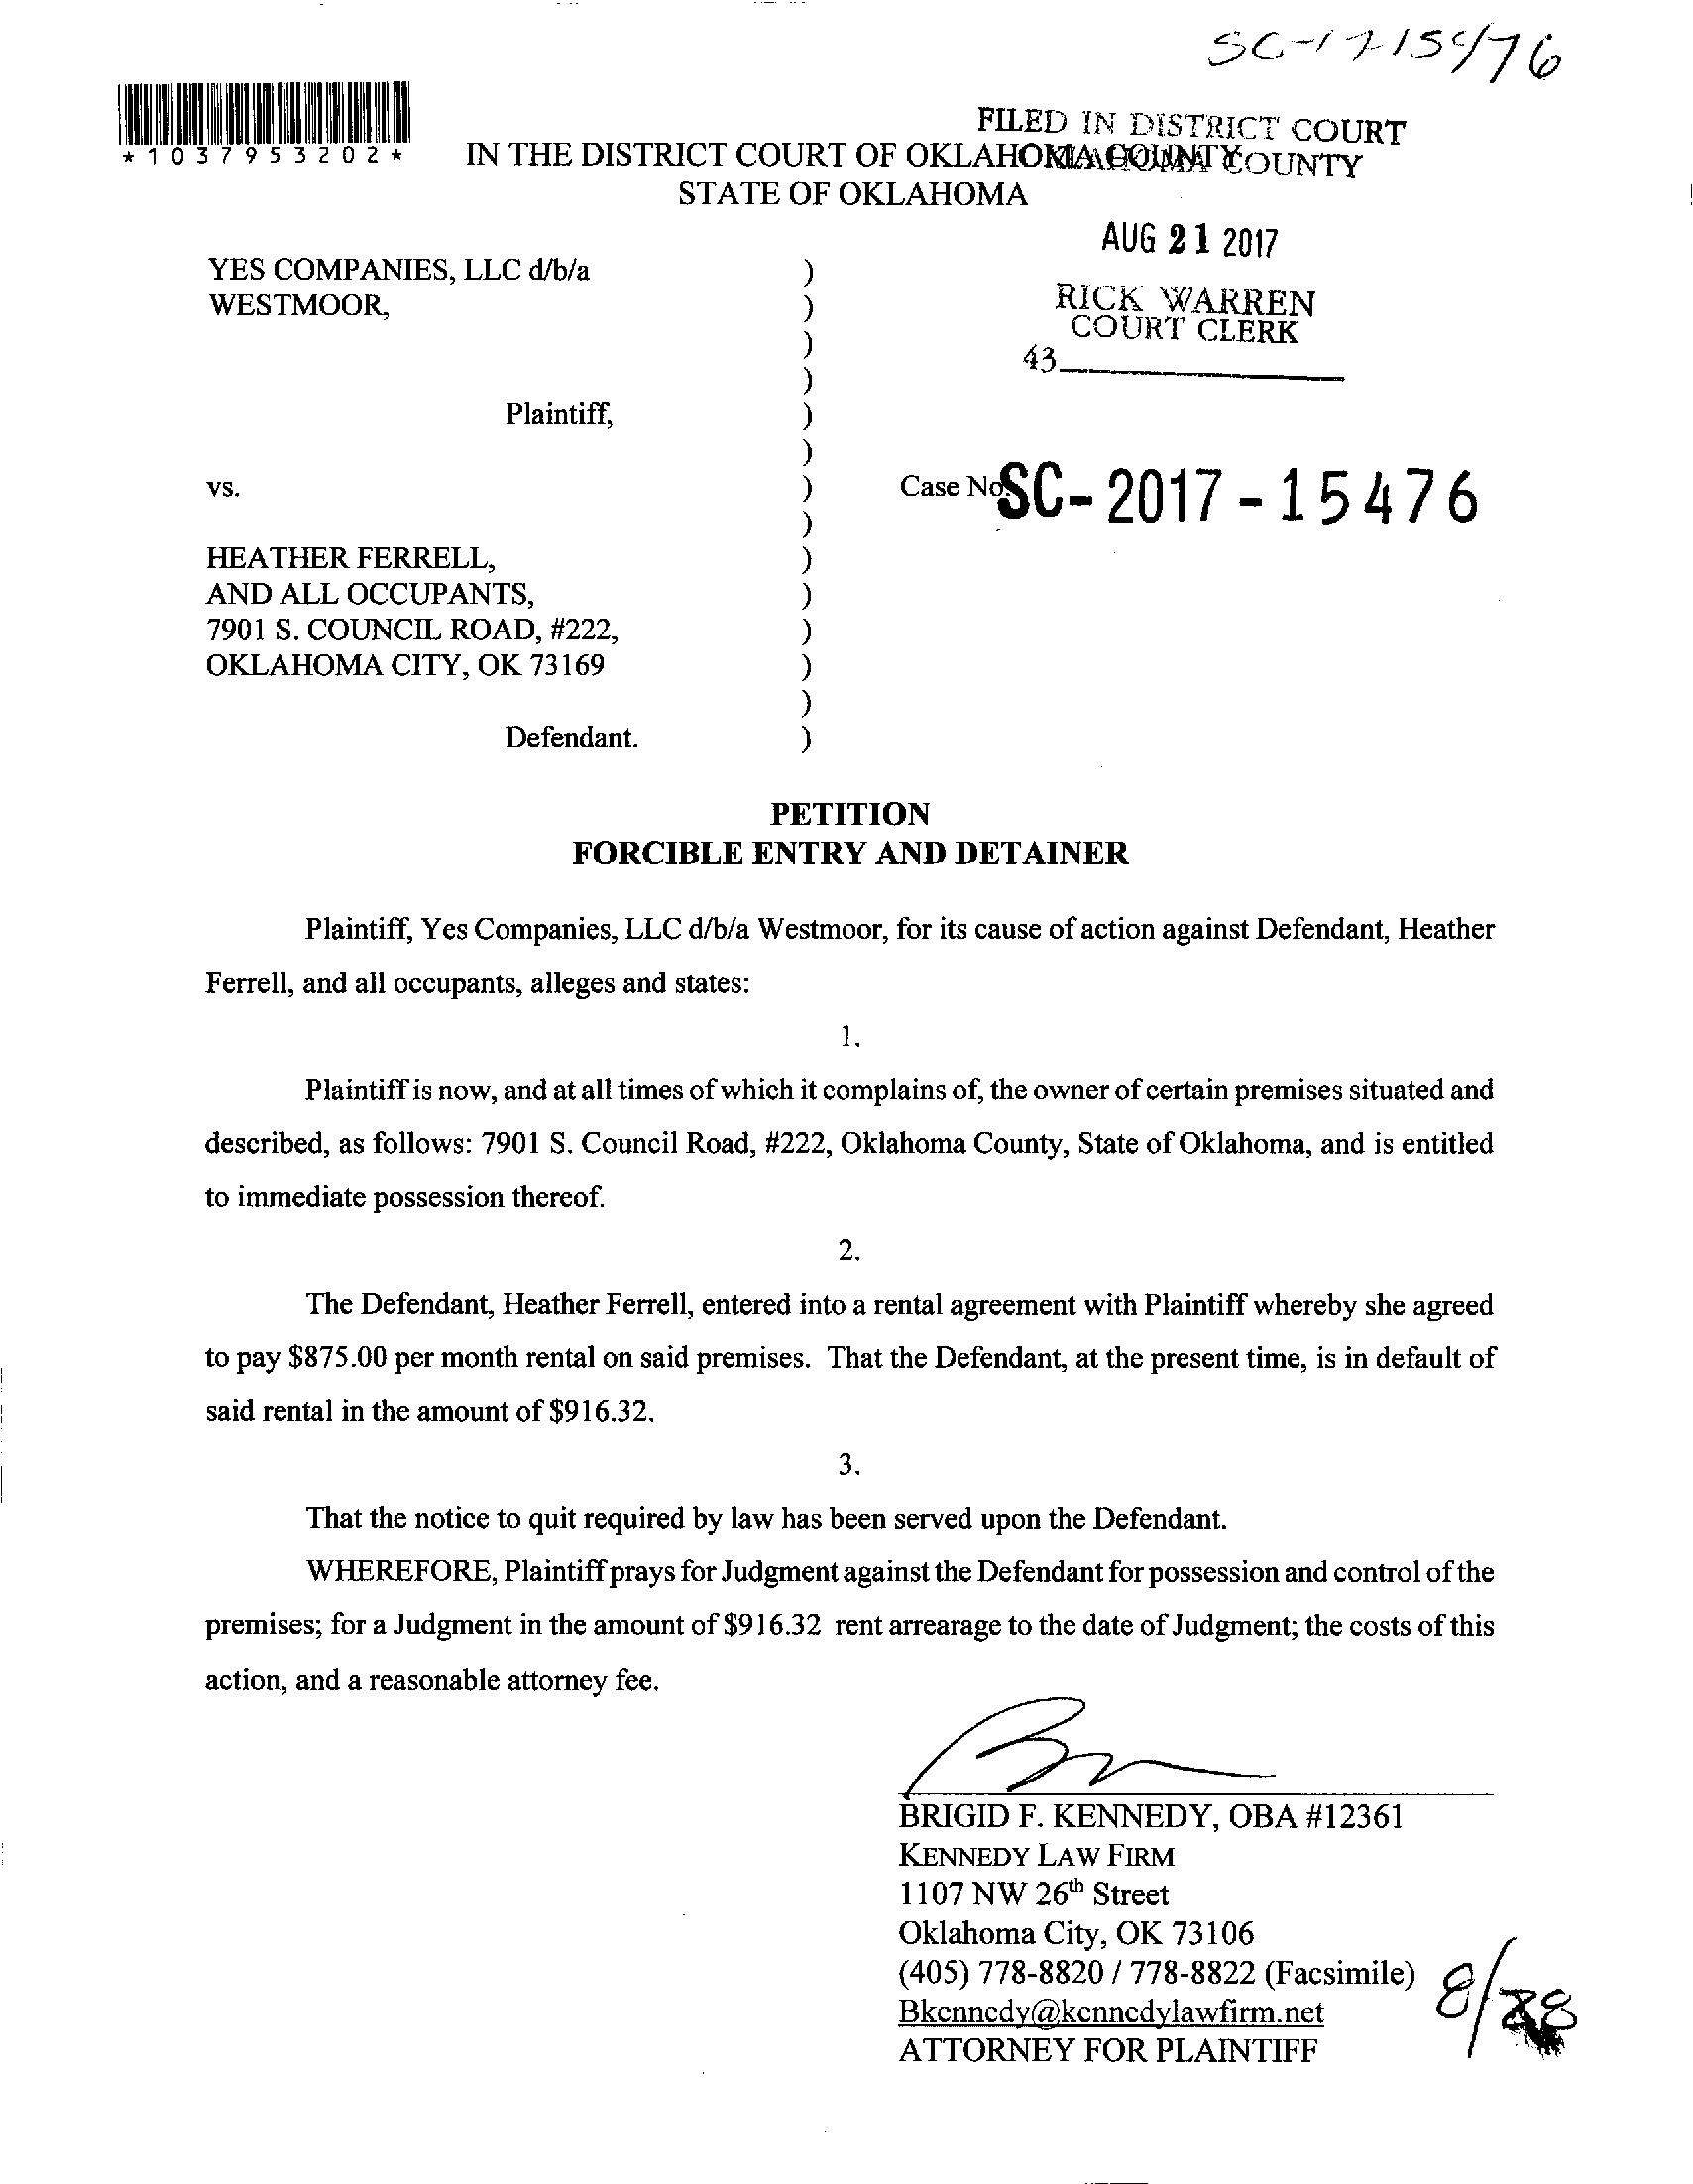 SC-17-15476
*1037953202*
FILED IN DISTRICT COURT
OKLAHOMA COUNTY
IN THE DISTRICT COURT OF OKLAHOMA COUNTY
STATE OF OKLAHOMA
AUG 21 2017
RICK WARREN
COURT CLERK
43
YES COMPANIES, LLC d/b/a )
WESTMOOR, )
)
)
Plaintiff, )
)
vs. ) Case No. SC-2017-15476
)
HEATHER FERRELL, )
AND ALL OCCUPANTS, )
7901 S. COUNCIL ROAD, #222, )
OKLAHOMA CITY, OK 73169 )
)
Defendant. )
PETITION
FORCIBLE ENTRY AND DETAINER
Plaintiff, Yes Companies, LLC d/b/a Westmoor, for its cause of action against Defendant, Heather
Ferrell, and all occupants, alleges and states:
1.
Plaintiff is now, and at all times of which it complains of, the owner of certain premises situated and
described, as follows: 7901 S. Council Road, #222, Oklahoma County, State of Oklahoma, and is entitled
to immediate possession thereof.
2.
The Defendant, Heather Ferrell, entered into a rental agreement with Plaintiff whereby she agreed
to pay $875.00 per month rental on said premises. That the Defendant, at the present time, is in default of
said rental in the amount of $916.32.
3.
That the notice to quit required by law has been served upon the Defendant.
WHEREFORE, Plaintiff prays for Judgment against the Defendant for possession and control of the
premises; for a Judgment in the amount of $916.32 rent arrearage to the date of Judgment; the costs of this
action, and a reasonable attorney fee.
BRIGID F. KENNEDY, OBA #12361
KENNEDY LAW FIRM
1107 NW 26th Street
Oklahoma City, OK 73106
(405) 778-8820 / 778-8822 (Facsimile)
Bkennedy@kennedylawfirm.net
ATTORNEY FOR PLAINTIFF
8/28